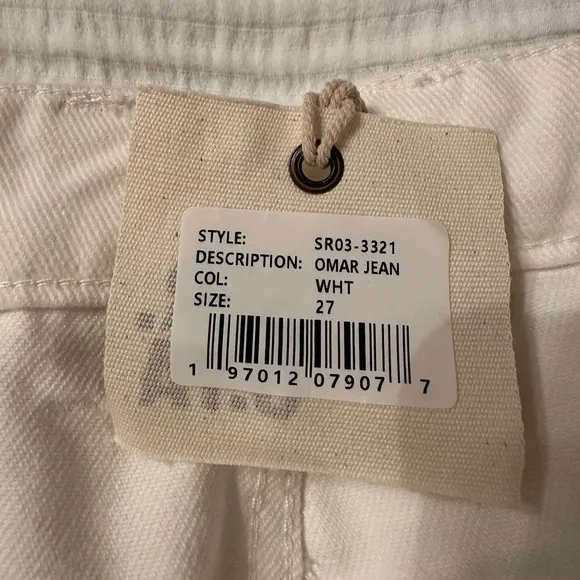 STYLE: SR03-3321
DESCRIPTION: OMAR JEAN
COL: WHT
SIZE: 27
1 97012 07907 7